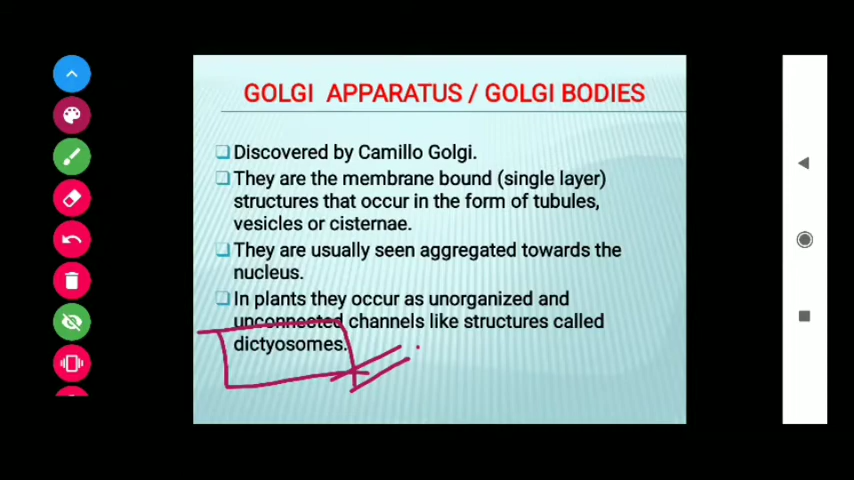 GOLGI APPARATUS / GOLGI BODIES
Discovered by Camillo Golgi.
They are the membrane bound (single layer)
structures that occur in the form of tubules,
vesicles or cisternae.
They are usually seen aggregated towards the
nucleus.
In plants they occur as unorganized and
unconnected channels like structures called
dictyosomes.